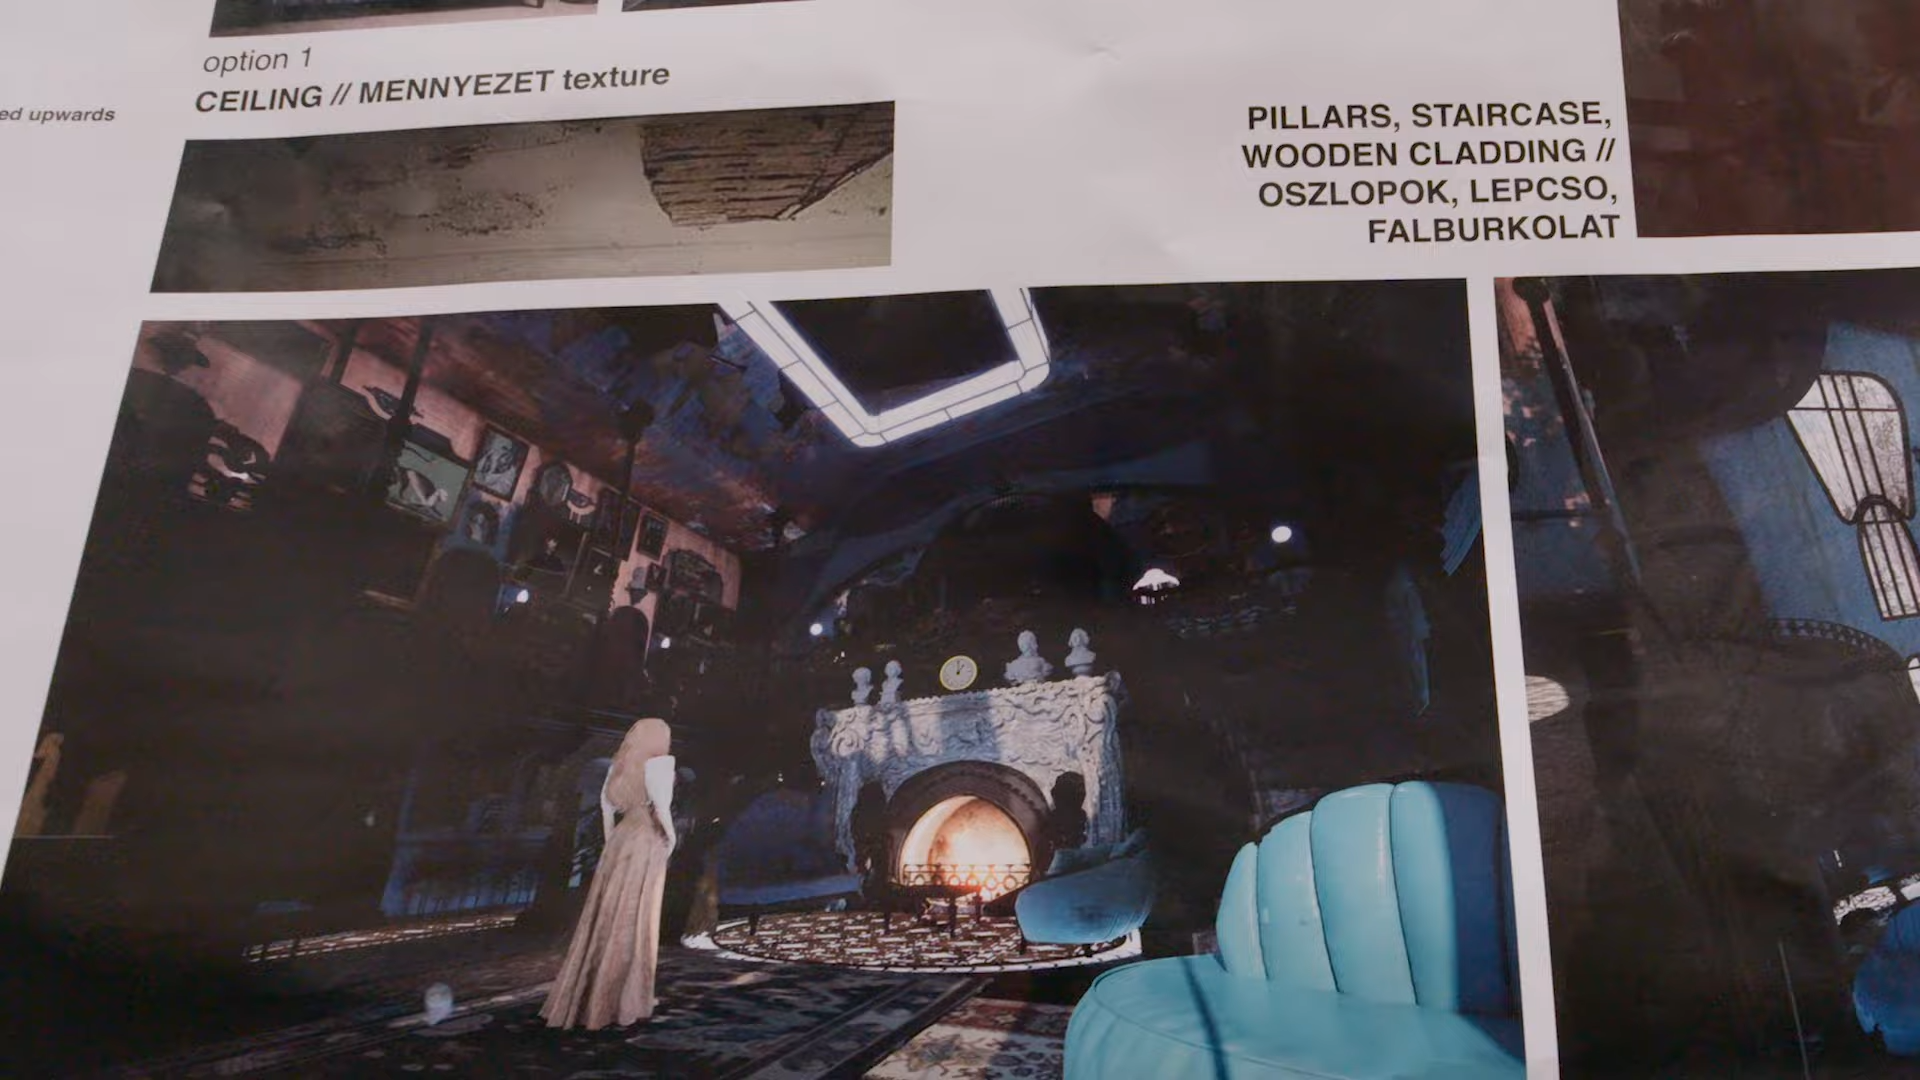 option 1
CEILING // MENNYEZET texture
ed upwards
PILLARS, STAIRCASE,
WOODEN CLADDING //
OSZLOPOK, LEPCSO,
FALBURKOLAT